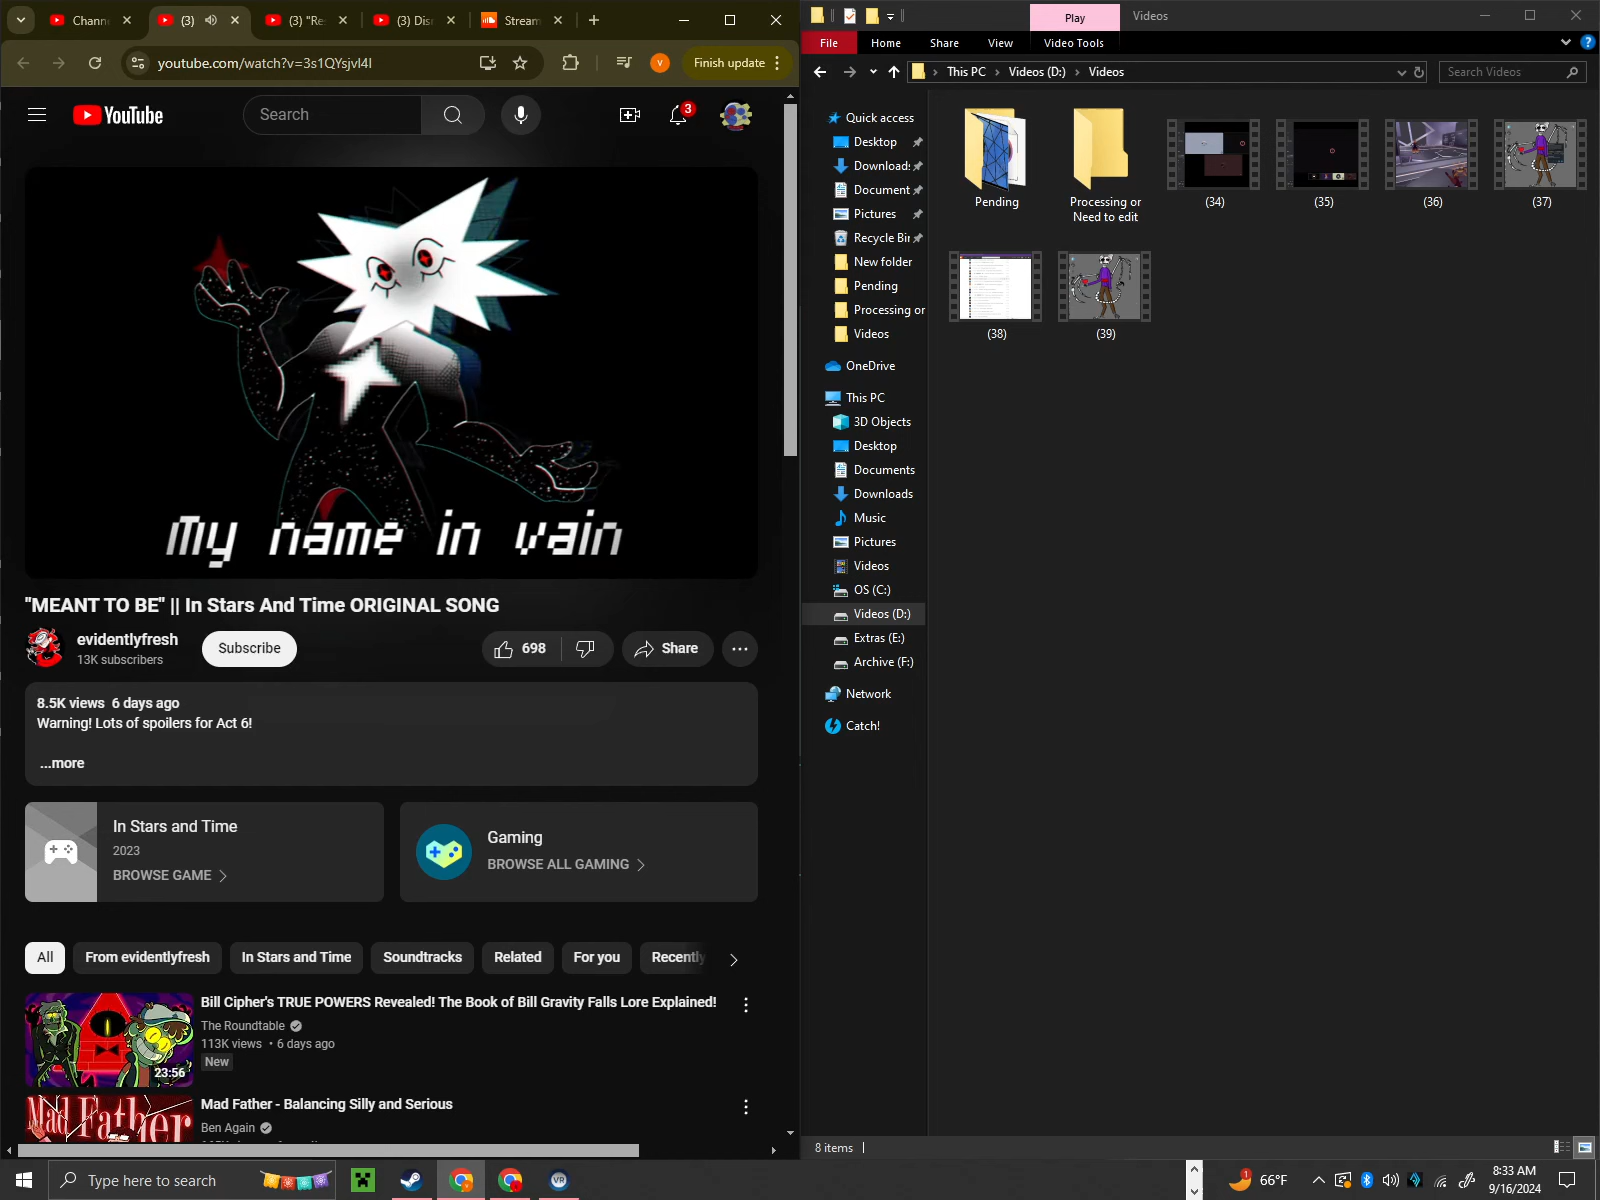 Chann
(3)
(3) "Re
(3) Dis
Stream
youtube.com/watch?v=3s1QYsjvl4I
V
Finish update
YouTube
Search
3
My name in vain
"MEANT TO BE" || In Stars And Time ORIGINAL SONG
evidentlyfresh
13K subscribers
Subscribe
698
Share
8.5K views 6 days ago
Warning! Lots of spoilers for Act 6!
...more
In Stars and Time
2023
BROWSE GAME
Gaming
BROWSE ALL GAMING
All
From evidentlyfresh
In Stars and Time
Soundtracks
Related
For you
Recently
Bill Cipher's TRUE POWERS Revealed! The Book of Bill Gravity Falls Lore Explained!
The Roundtable
113K views • 6 days ago
New
23:56
Mad Father
Mad Father - Balancing Silly and Serious
Ben Again
Play
Videos
File
Home
Share
View
Video Tools
This PC
Videos (D:)
Videos
Search Videos
Quick access
Desktop
Downloads
Document
Pictures
Recycle Bin
New folder
Pending
Processing or
Videos
OneDrive
This PC
3D Objects
Desktop
Documents
Downloads
Music
Pictures
Videos
OS (C:)
Videos (D:)
Extras (E:)
Archive (F:)
Network
Catch!
Pending
Processing or
Need to edit
(34)
(35)
(36)
(37)
(38)
(39)
8 items
Type here to search
VR
1
66°F
8:33 AM
9/16/2024